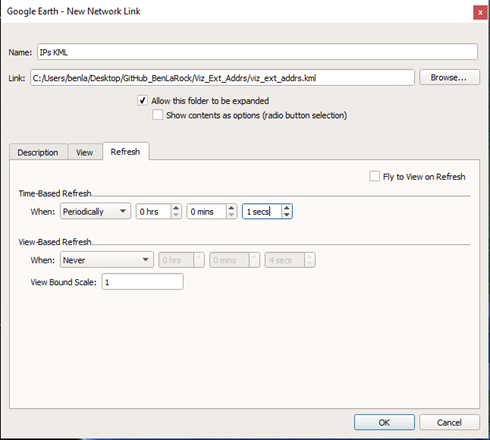 Google Earth - New Network Link x
Name: IPs KML
Link: C:/Users/benla/Desktop/GitHub_BenLaRock/Viz_Ext_Addrs/viz_ext_addrs.kml Browse...
Allow this folder to be expanded
Show contents as options (radio button selection)
Description View Refresh
Fly to View on Refresh
Time-Based Refresh
When: Periodically 0 hrs 0 mins 1 secs
View-Based Refresh
When: Never 0 hrs 0 mins 4 secs
View Bound Scale: 1
OK Cancel